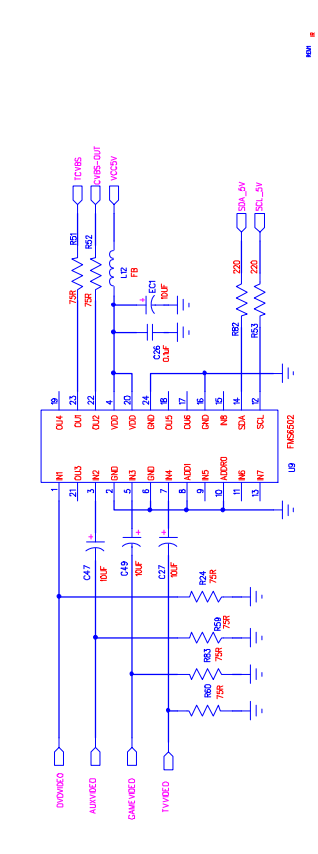 R
REV1
TCVBS
CVBS-OUT
VCC5V
SDA_5V
SCL_5V
R51
75R
R52
75R
L12
FB
EC1
10UF
C26
0.1uF
220
R82
220
R53
19
23
22
4
20
24
18
17
16
15
14
12
OU4
OU1
OU2
VDD
VDD
GND
OU5
OU6
GND
IN8
SDA
SCL
FMS6502
U9
IN1
OU3
IN2
GND
IN3
GND
IN4
ADD1
IN5
ADDR0
IN6
IN7
1
21
3
2
5
6
7
8
9
10
11
13
C47
10UF
C49
10UF
C27
10UF
R24
75R
R59
75R
R83
75R
R60
75R
DVDVIDEO
AUXVIDEO
GAMEVIDEO
TVVIDEO